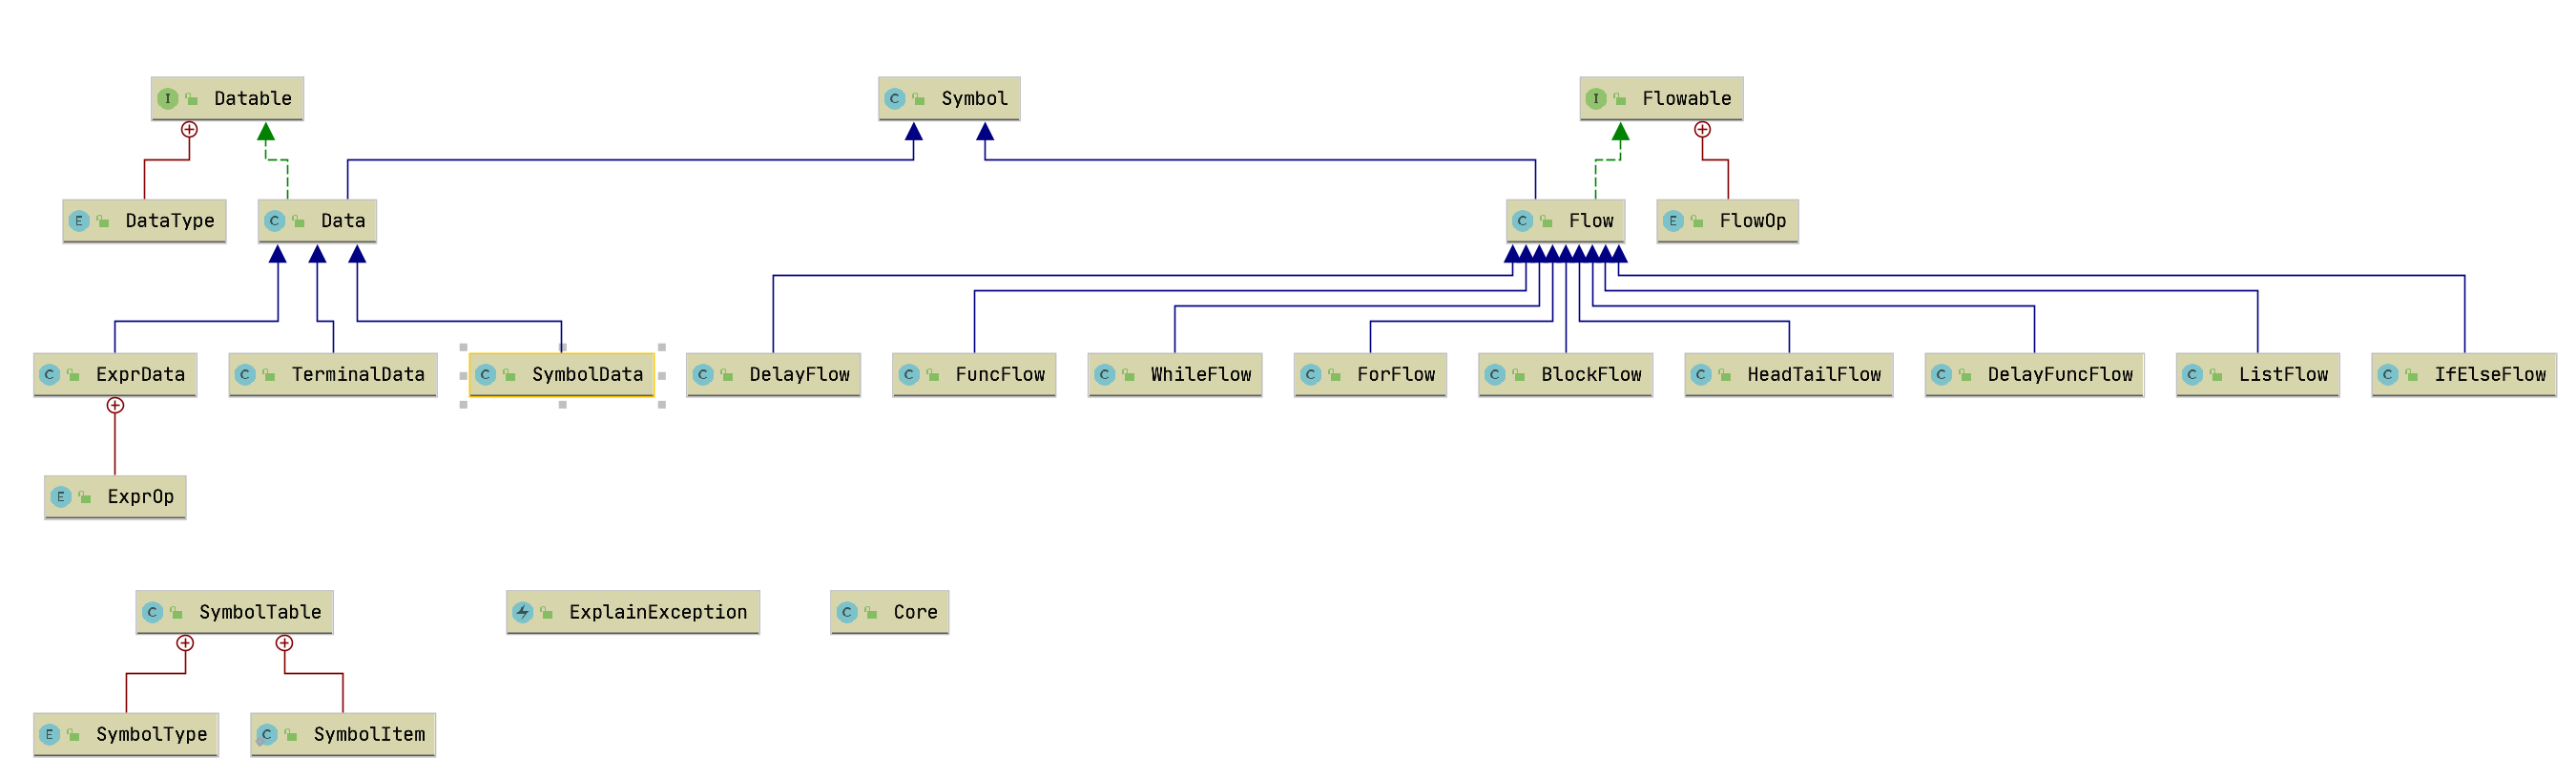 I Datable
C Symbol
I Flowable
E DataType
C Data
C Flow
E FlowOp
C ExprData
C TerminalData
C SymbolData
C DelayFlow
C FuncFlow
C WhileFlow
C ForFlow
C BlockFlow
C HeadTailFlow
C DelayFuncFlow
C ListFlow
C IfElseFlow
E ExprOp
C SymbolTable
ExplainException
C Core
E SymbolType
C SymbolItem